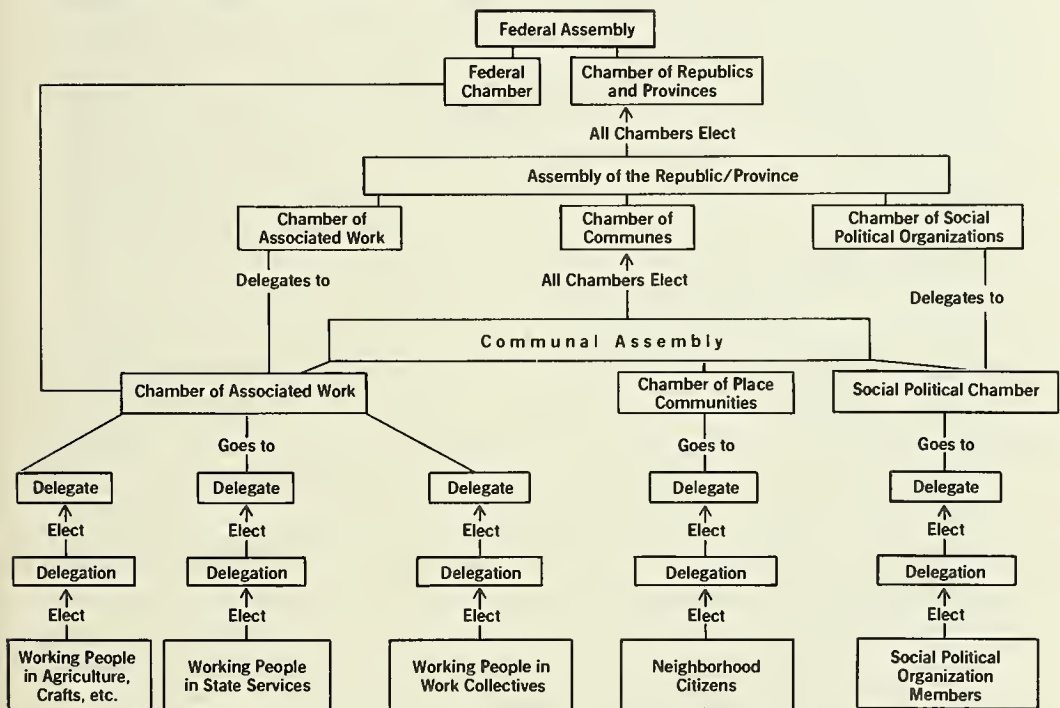 Federal Assembly
Federal
Chamber
Chamber of Republics
and Provinces
All Chambers Elect
Assembly of the Republic/Province
Chamber of
Associated Work
Chamber of
Communes
Chamber of Social
Political Organizations
Delegates to
All Chambers Elect
Delegates to
Communal Assembly
Chamber of Associated Work
Chamber of Place
Communities
Social Political Chamber
Goes to
Goes to
Goes to
Delegate
Delegate
Delegate
Delegate
Delegate
Elect
Elect
Elect
Elect
Elect
Delegation
Delegation
Delegation
Delegation
Delegation
Elect
Elect
Elect
Elect
Elect
Working People
in Agriculture,
Crafts, etc.
Working People
in State Services
Working People in
Work Collectives
Neighborhood
Citizens
Social Political
Organization
Members